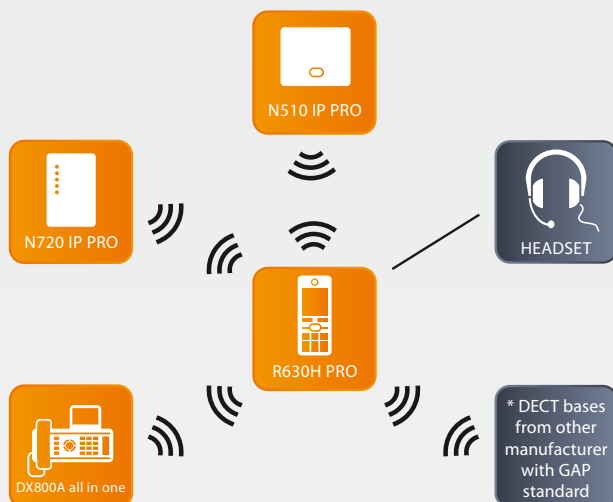 N510 IP PRO
N720 IP PRO
HEADSET
R630H PRO
DX800A all in one
* DECT bases
from other
manufacturer
with GAP
standard